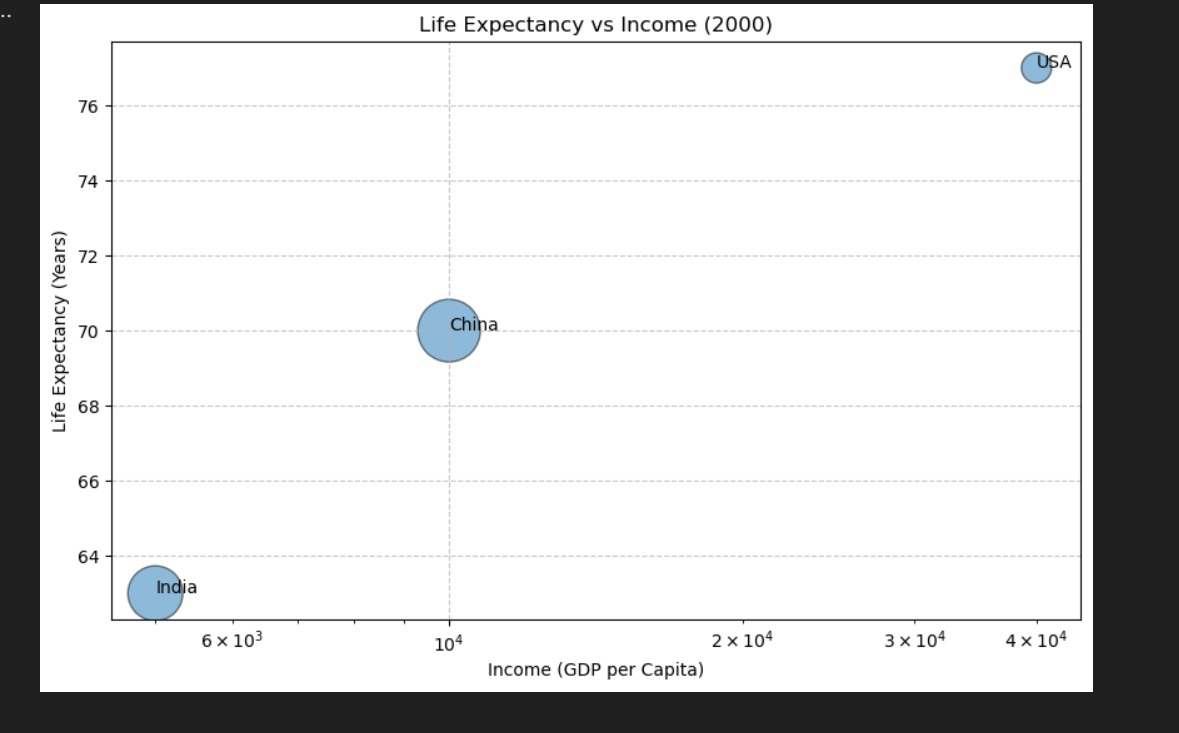 ..
Life Expectancy vs Income (2000)
USA
76
74
72
Life Expectancy (Years)
China
70
68
66
64
India
6 × 10³
10⁴
2 × 10⁴
3 × 10⁴
4 × 10⁴
Income (GDP per Capita)